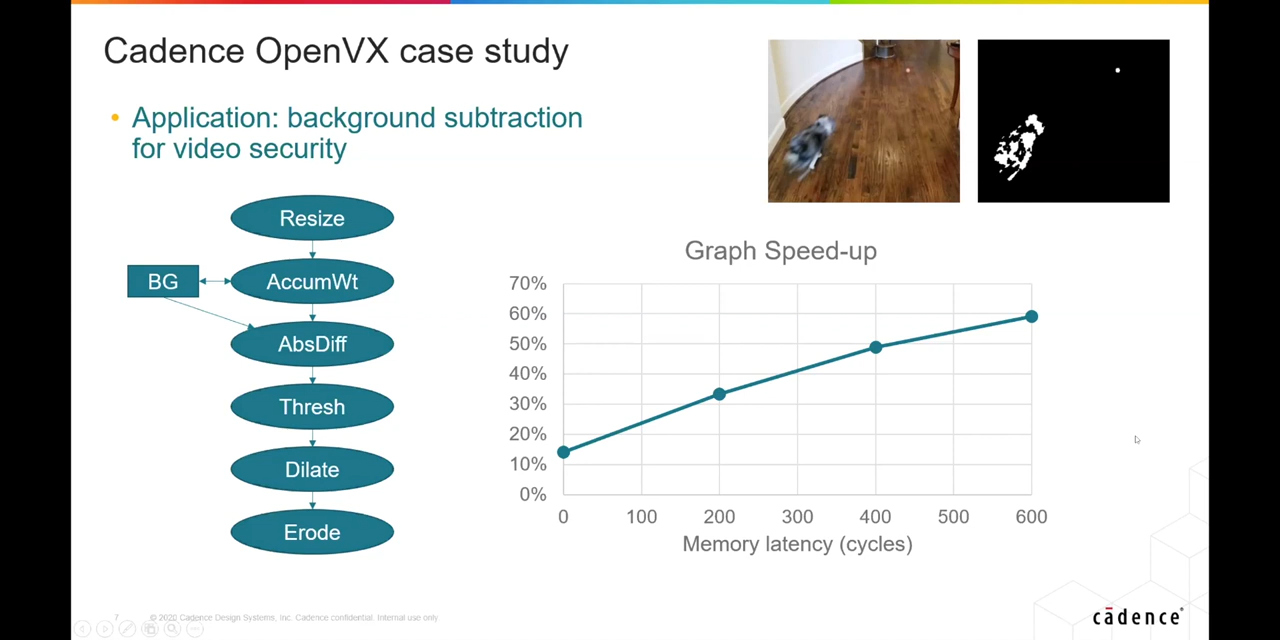 Cadence OpenVX case study
• Application: background subtraction
for video security
Resize
BG
AccumWt
AbsDiff
Thresh
Dilate
Erode
Graph Speed-up
70%
60%
50%
40%
30%
20%
10%
0%
0 100 200 300 400 500 600
Memory latency (cycles)
7 © 2020 Cadence Design Systems, Inc. Cadence confidential. Internal use only
cādence®